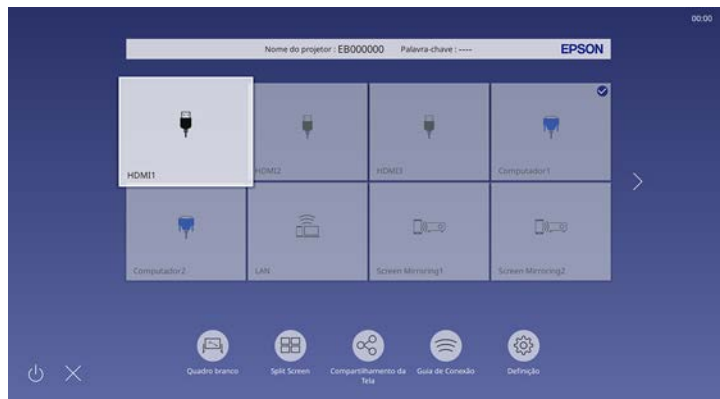 00:00
Nome do projetor : EB000000 Palavra-chave : ---- EPSON
HDMI1
HDMI2
HDMI3
Computador1
Computador2
LAN
Screen Mirroring1
Screen Mirroring2
Quadro branco
Split Screen
Compartilhamento da
Tela
Guia de Conexão
Definição